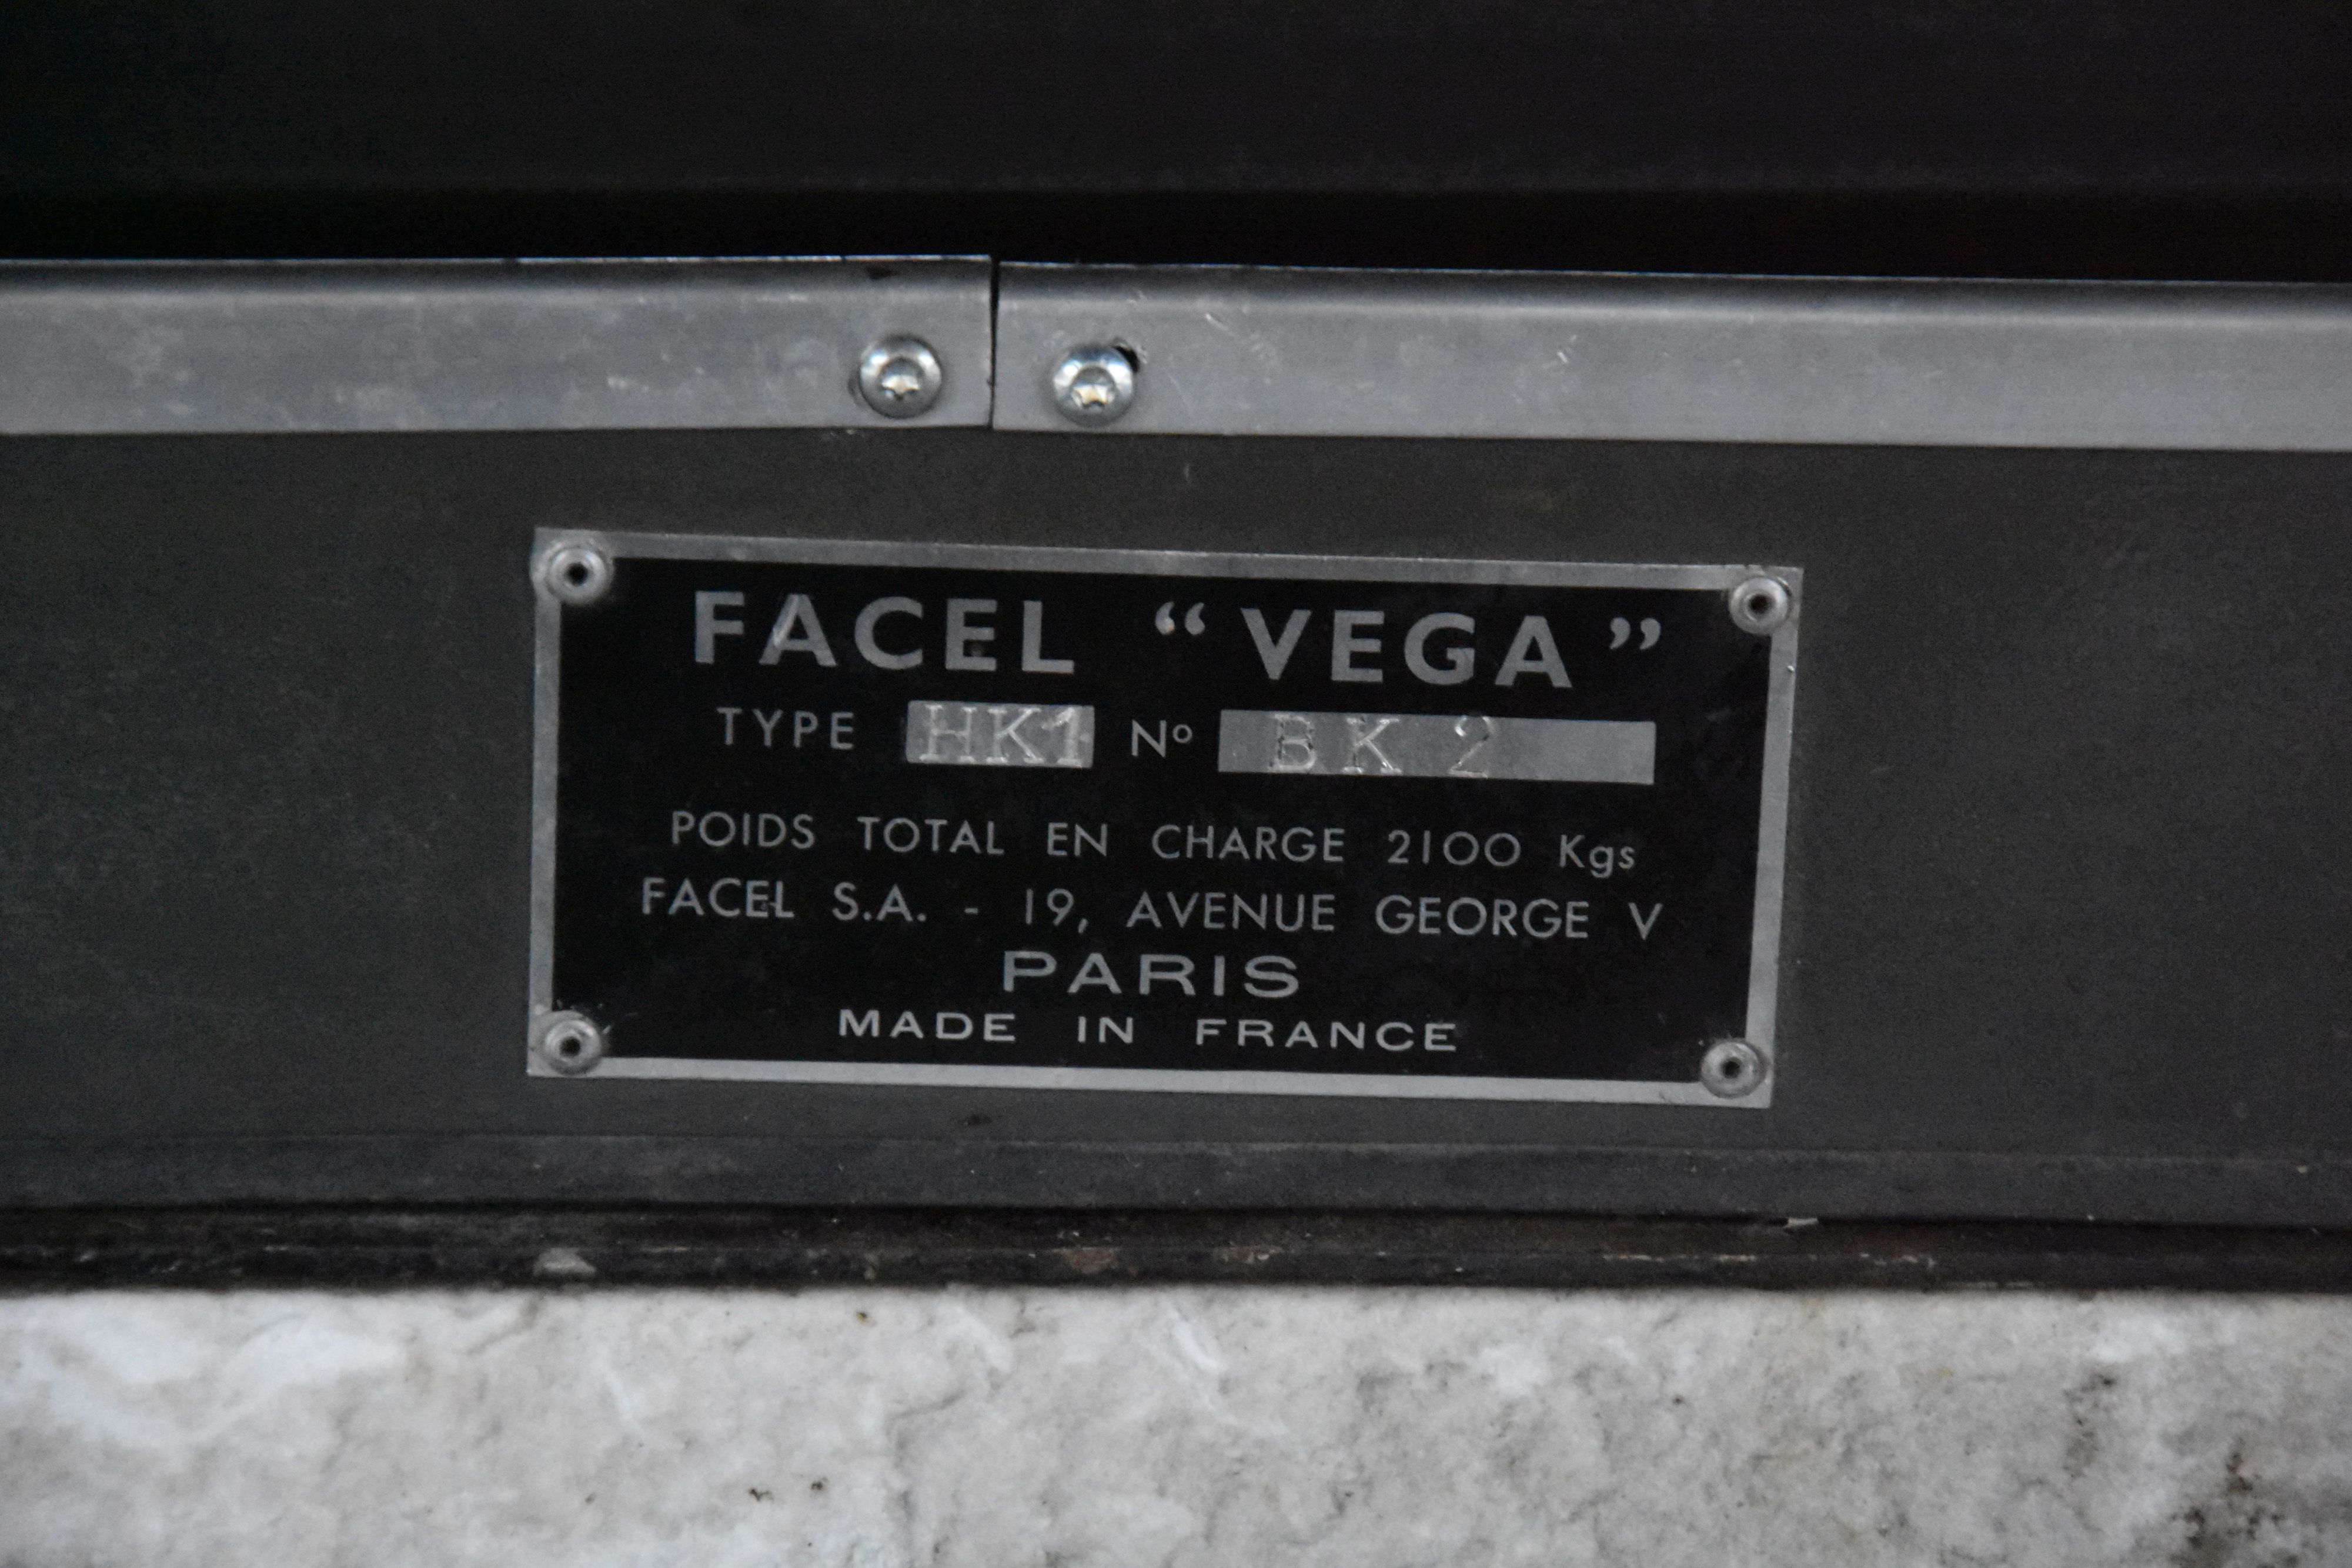 FACEL “VEGA”
TYPE HK1 Nº BK 2
POIDS TOTAL EN CHARGE 2100 Kgs
FACEL S.A. - 19, AVENUE GEORGE V
PARIS
MADE IN FRANCE